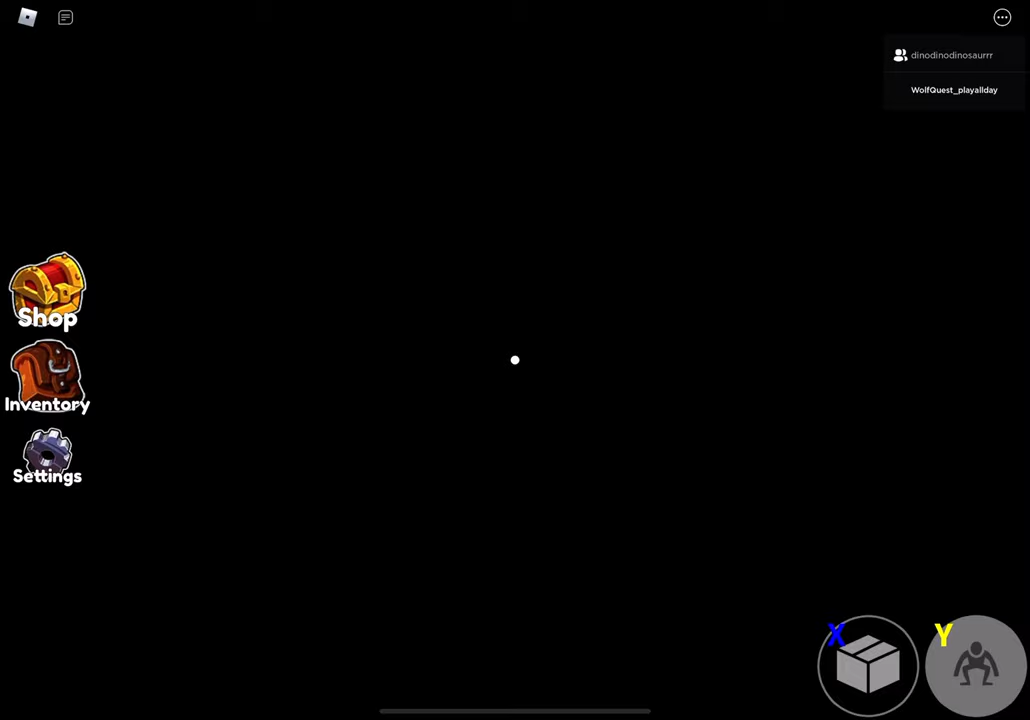 dinodinodinosaurrr
WolfQuest_playallday
Shop
Inventory
Settings
X
Y